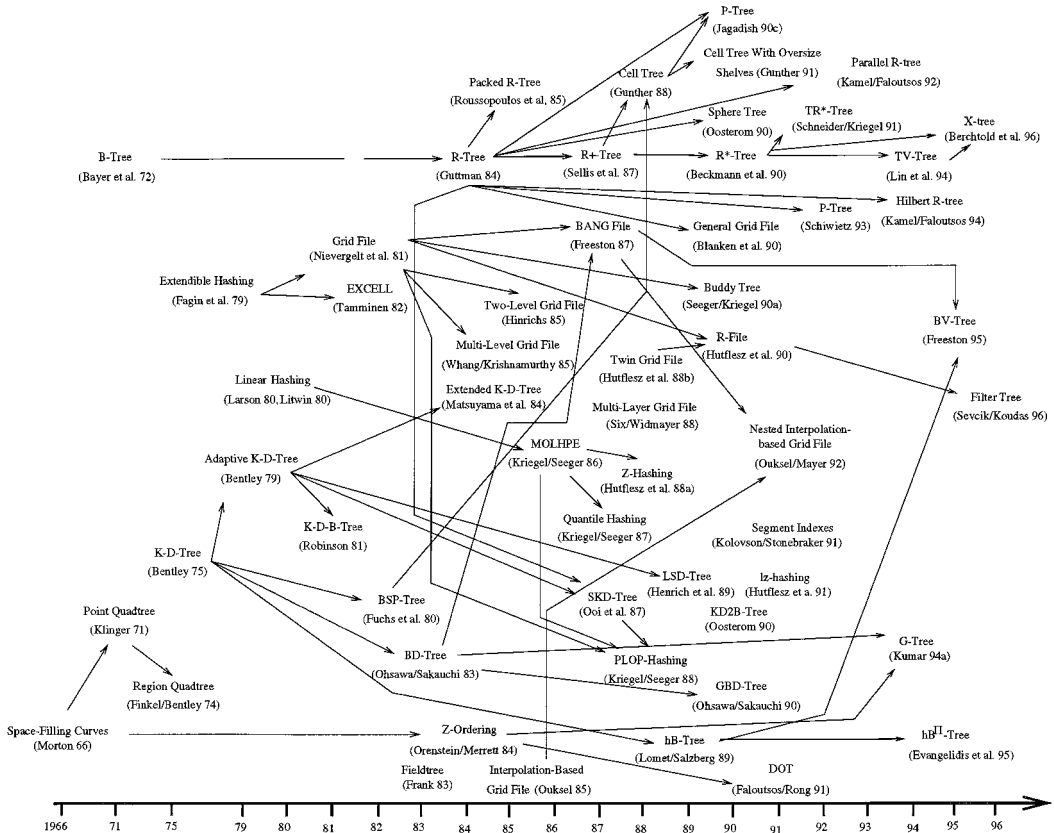 P-Tree
(Jagadish 90c)
Cell Tree With Oversize
Shelves (Gunther 91)
Parallel R-tree
(Kamel/Faloutsos 92)
Cell Tree
(Gunther 88)
Packed R-Tree
(Roussopoulos et al, 85)
Sphere Tree
(Oosterom 90)
TR*-Tree
(Schneider/Kriegel 91)
X-tree
(Berchtold et al. 96)
B-Tree
(Bayer et al. 72)
R-Tree
(Guttman 84)
R+-Tree
(Sellis et al. 87)
R*-Tree
(Beckmann et al. 90)
TV-Tree
(Lin et al. 94)
Hilbert R-tree
(Kamel/Faloutsos 94)
P-Tree
(Schiwietz 93)
General Grid File
(Blanken et al. 90)
BANG File
(Freeston 87)
Grid File
(Nievergelt et al. 81)
Extendible Hashing
(Fagin et al. 79)
EXCELL
(Tamminen 82)
Two-Level Grid File
(Hinrichs 85)
Buddy Tree
(Seeger/Kriegel 90a)
BV-Tree
(Freeston 95)
Multi-Level Grid File
(Whang/Krishnamurthy 85)
R-File
(Hutflesz et al. 90)
Twin Grid File
(Hutflesz et al. 88b)
Linear Hashing
(Larson 80, Litwin 80)
Extended K-D-Tree
(Matsuyama et al. 84)
Filter Tree
(Sevcik/Koudas 96)
Multi-Layer Grid File
(Six/Widmayer 88)
Nested Interpolation-
based Grid File
(Ouksel/Mayer 92)
MOLHPE
(Kriegel/Seeger 86)
Adaptive K-D-Tree
(Bentley 79)
Z-Hashing
(Hutflesz et al. 88a)
Quantile Hashing
(Kriegel/Seeger 87)
K-D-B-Tree
(Robinson 81)
Segment Indexes
(Kolovson/Stonebraker 91)
K-D-Tree
(Bentley 75)
LSD-Tree
(Henrich et al. 89)
lz-hashing
(Hutflesz et a. 91)
BSP-Tree
(Fuchs et al. 80)
SKD-Tree
(Ooi et al. 87)
KD2B-Tree
(Oosterom 90)
Point Quadtree
(Klinger 71)
G-Tree
(Kumar 94a)
BD-Tree
(Ohsawa/Sakauchi 83)
PLOP-Hashing
(Kriegel/Seeger 88)
Region Quadtree
(Finkel/Bentley 74)
GBD-Tree
(Ohsawa/Sakauchi 90)
Space-Filling Curves
(Morton 66)
Z-Ordering
(Orenstein/Merrett 84)
hB-Tree
(Lomet/Salzberg 89)
hBΠ-Tree
(Evangelidis et al. 95)
Fieldtree
(Frank 83)
Interpolation-Based
Grid File (Ouksel 85)
DOT
(Faloutsos/Rong 91)
1966 71 75 79 80 81 82 83 84 85 86 87 88 89 90 91 92 93 94 95 96